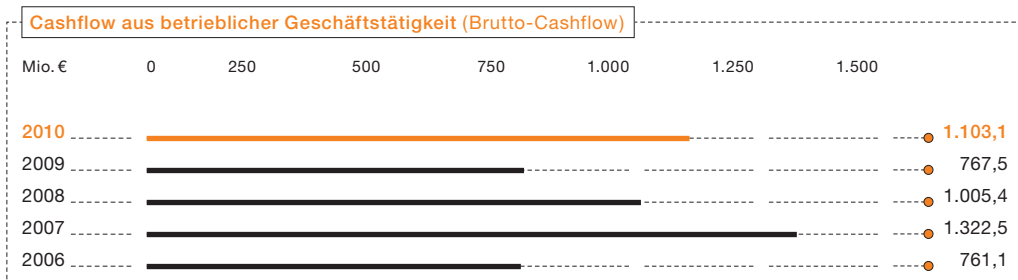 Cashflow aus betrieblicher Geschäftstätigkeit (Brutto-Cashflow)
Mio. € 0 250 500 750 1.000 1.250 1.500
2010 1.103,1
2009 767,5
2008 1.005,4
2007 1.322,5
2006 761,1